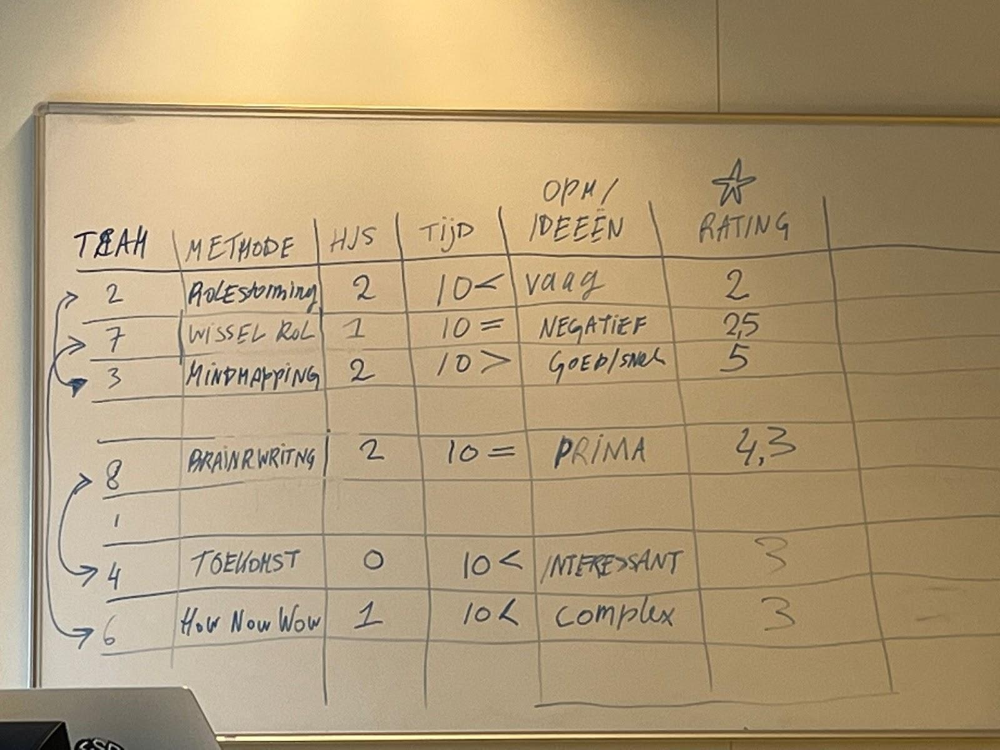 OPM/ ☆
TEAM METHODE HJS TijD IDEEËN RATING
2 ROLEstorming 2 10< vaag 2
7 WISSEL ROL 1 10= NEGATIEF 2,5
3 MiNDMAppiNG 2 10> GOED/SNEL 5
8 BRAINRWRITNG 2 10= PRIMA 4,3
1
4 TOEKOMST 0 10< INTERESSANT 3
6 HOW NOW WOW 1 10< Complex 3